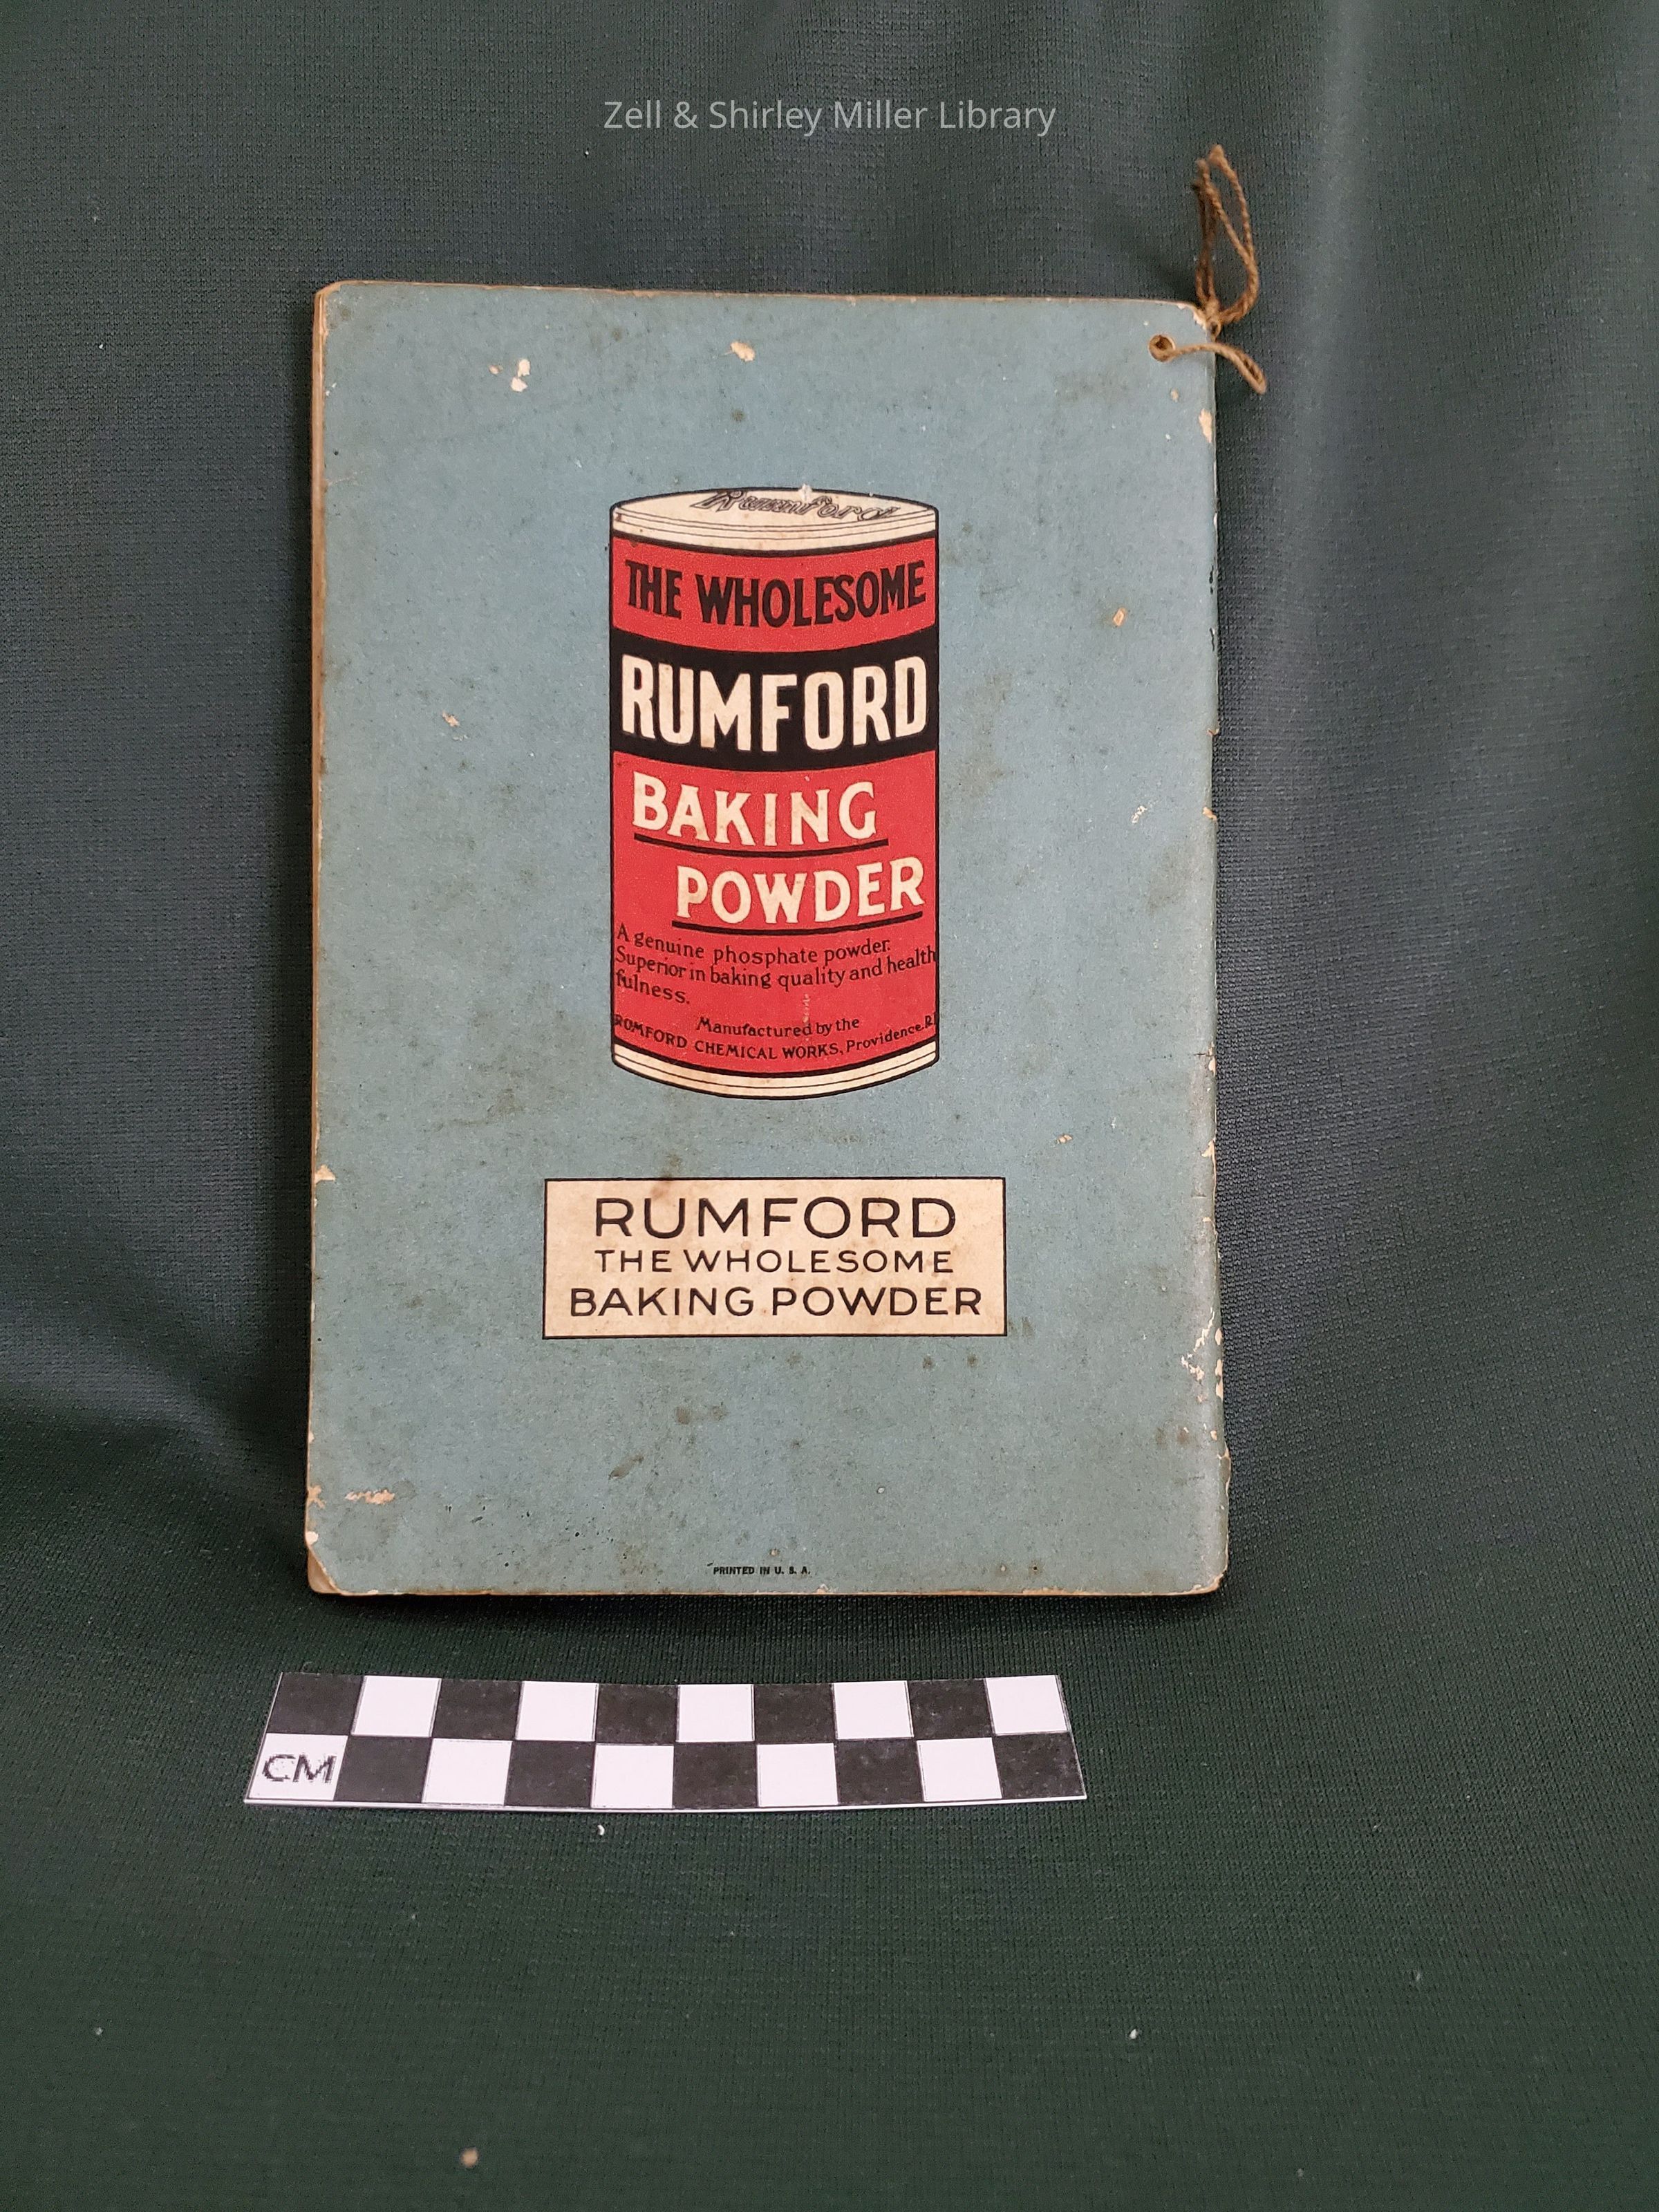 Zell & Shirley Miller Library
Rumford
THE WHOLESOME
RUMFORD
BAKING
POWDER
A genuine phosphate powder.
Superior in baking quality and health
fulness.
Manufactured by the
RUMFORD CHEMICAL WORKS, Providence.R.I
RUMFORD
THE WHOLESOME
BAKING POWDER
PRINTED IN U. S. A.
CM